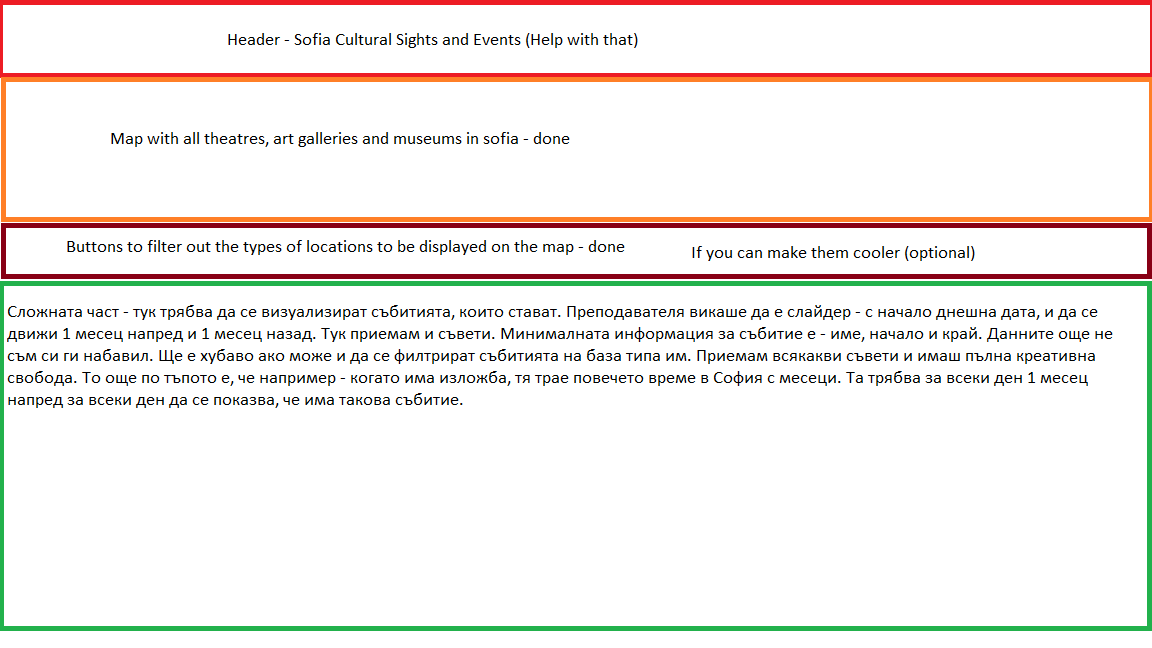 Header - Sofia Cultural Sights and Events (Help with that)
Map with all theatres, art galleries and museums in sofia - done
Buttons to filter out the types of locations to be displayed on the map - done
If you can make them cooler (optional)
Сложната част - тук трябва да се визуализират събитията, които стават. Преподавателя викаше да е слайдер - с начало днешна дата, и да се
движи 1 месец напред и 1 месец назад. Тук приемам и съвети. Минималната информация за събитие е - име, начало и край. Данните още не
съм си ги набавил. Ще е хубаво ако може и да се филтрират събитията на база типа им. Приемам всякакви съвети и имаш пълна креативна
свобода. То още по тъпото е, че например - когато има изложба, тя трае повечето време в София с месеци. Та трябва за всеки ден 1 месец
напред за всеки ден да се показва, че има такова събитие.